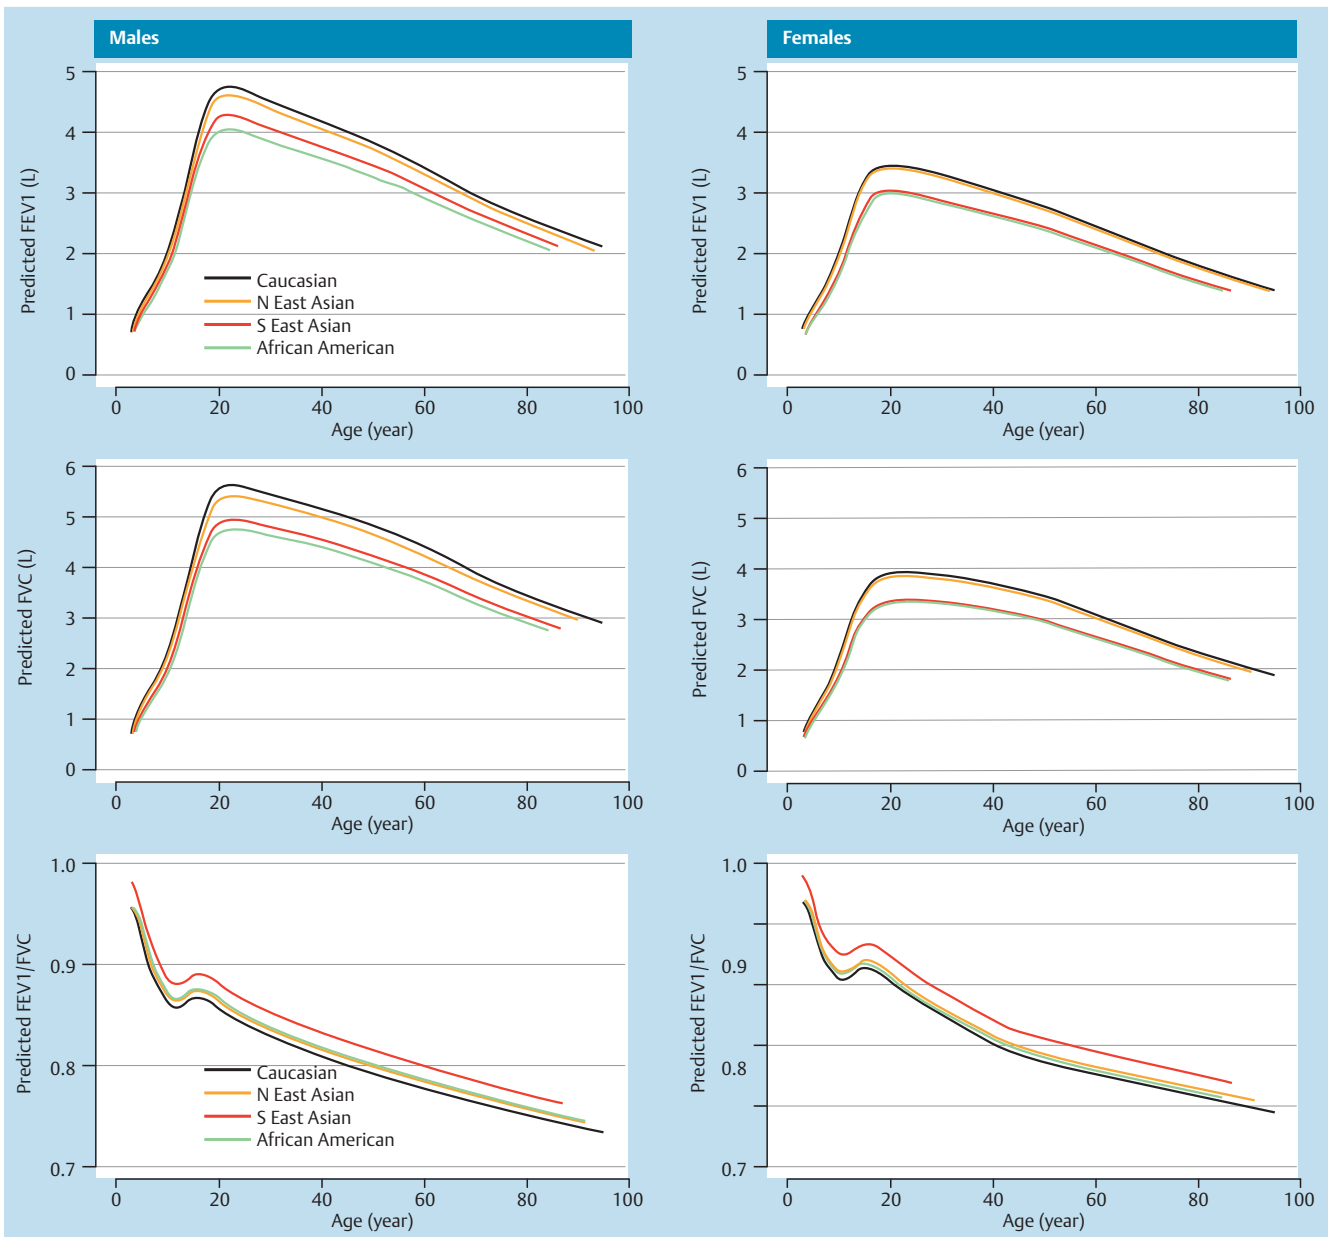 Males
Females
Predicted FEV1 (L)
5
4
3
2
1
0
Caucasian
N East Asian
S East Asian
African American
0 20 40 60 80 100
Age (year)
Predicted FEV1 (L)
5
4
3
2
1
0
0 20 40 60 80 100
Age (year)
Predicted FVC (L)
6
5
4
3
2
1
0
0 20 40 60 80 100
Age (year)
Predicted FVC (L)
6
5
4
3
2
1
0
0 20 40 60 80 100
Age (year)
Predicted FEV1/FVC
1.0
0.9
0.8
0.7
Caucasian
N East Asian
S East Asian
African American
0 20 40 60 80 100
Age (year)
Predicted FEV1/FVC
1.0
0.9
0.8
0.7
0 20 40 60 80 100
Age (year)